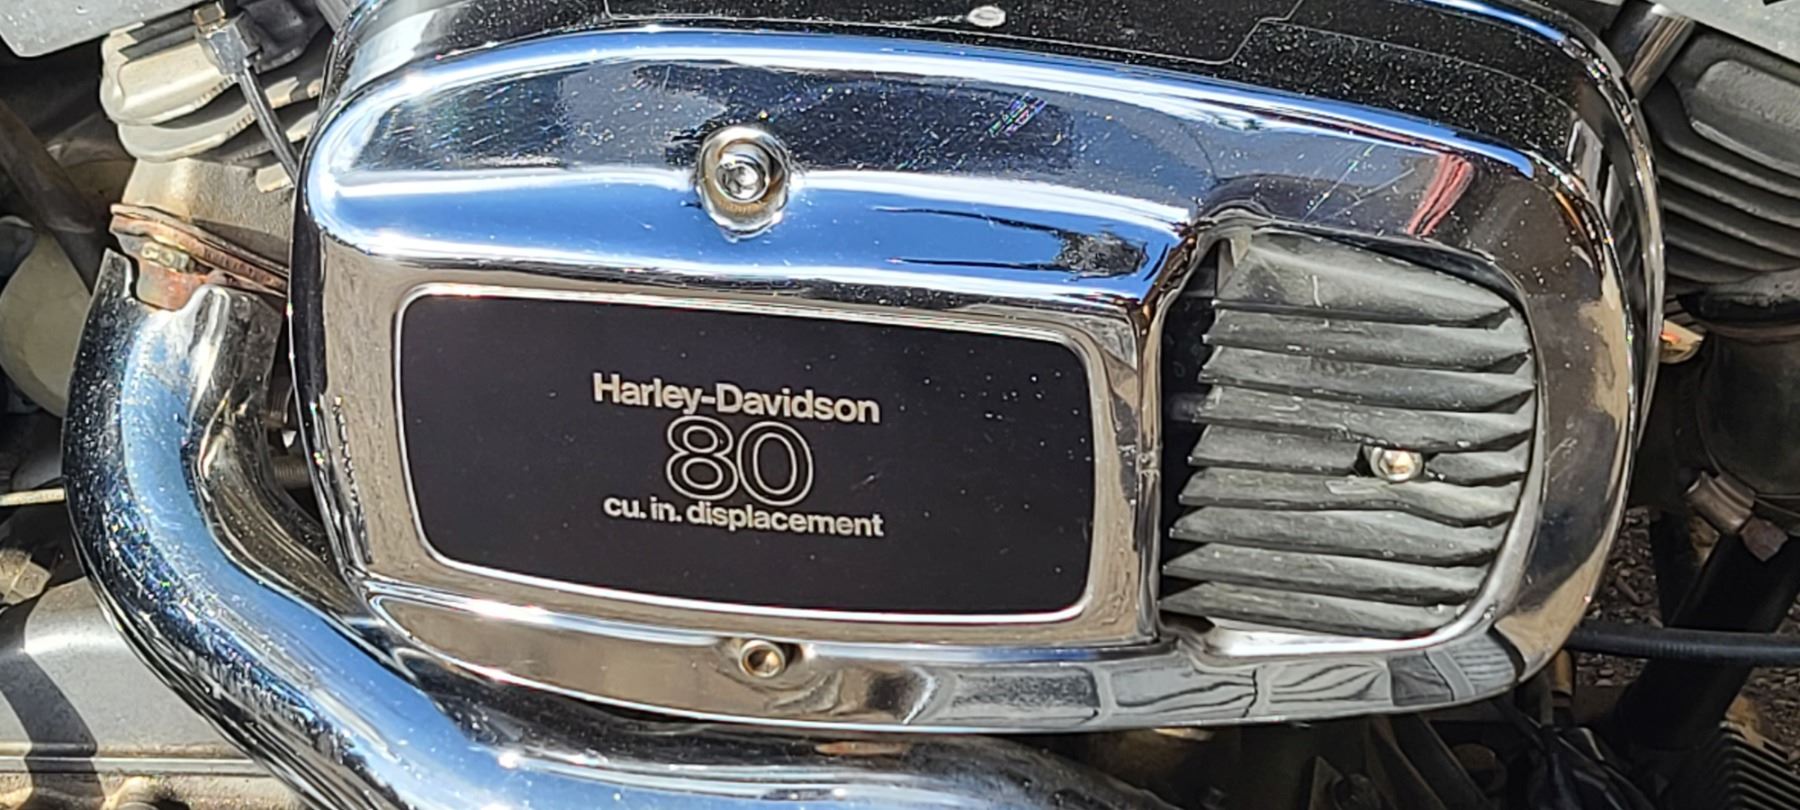 Harley-Davidson
80
cu. in. displacement